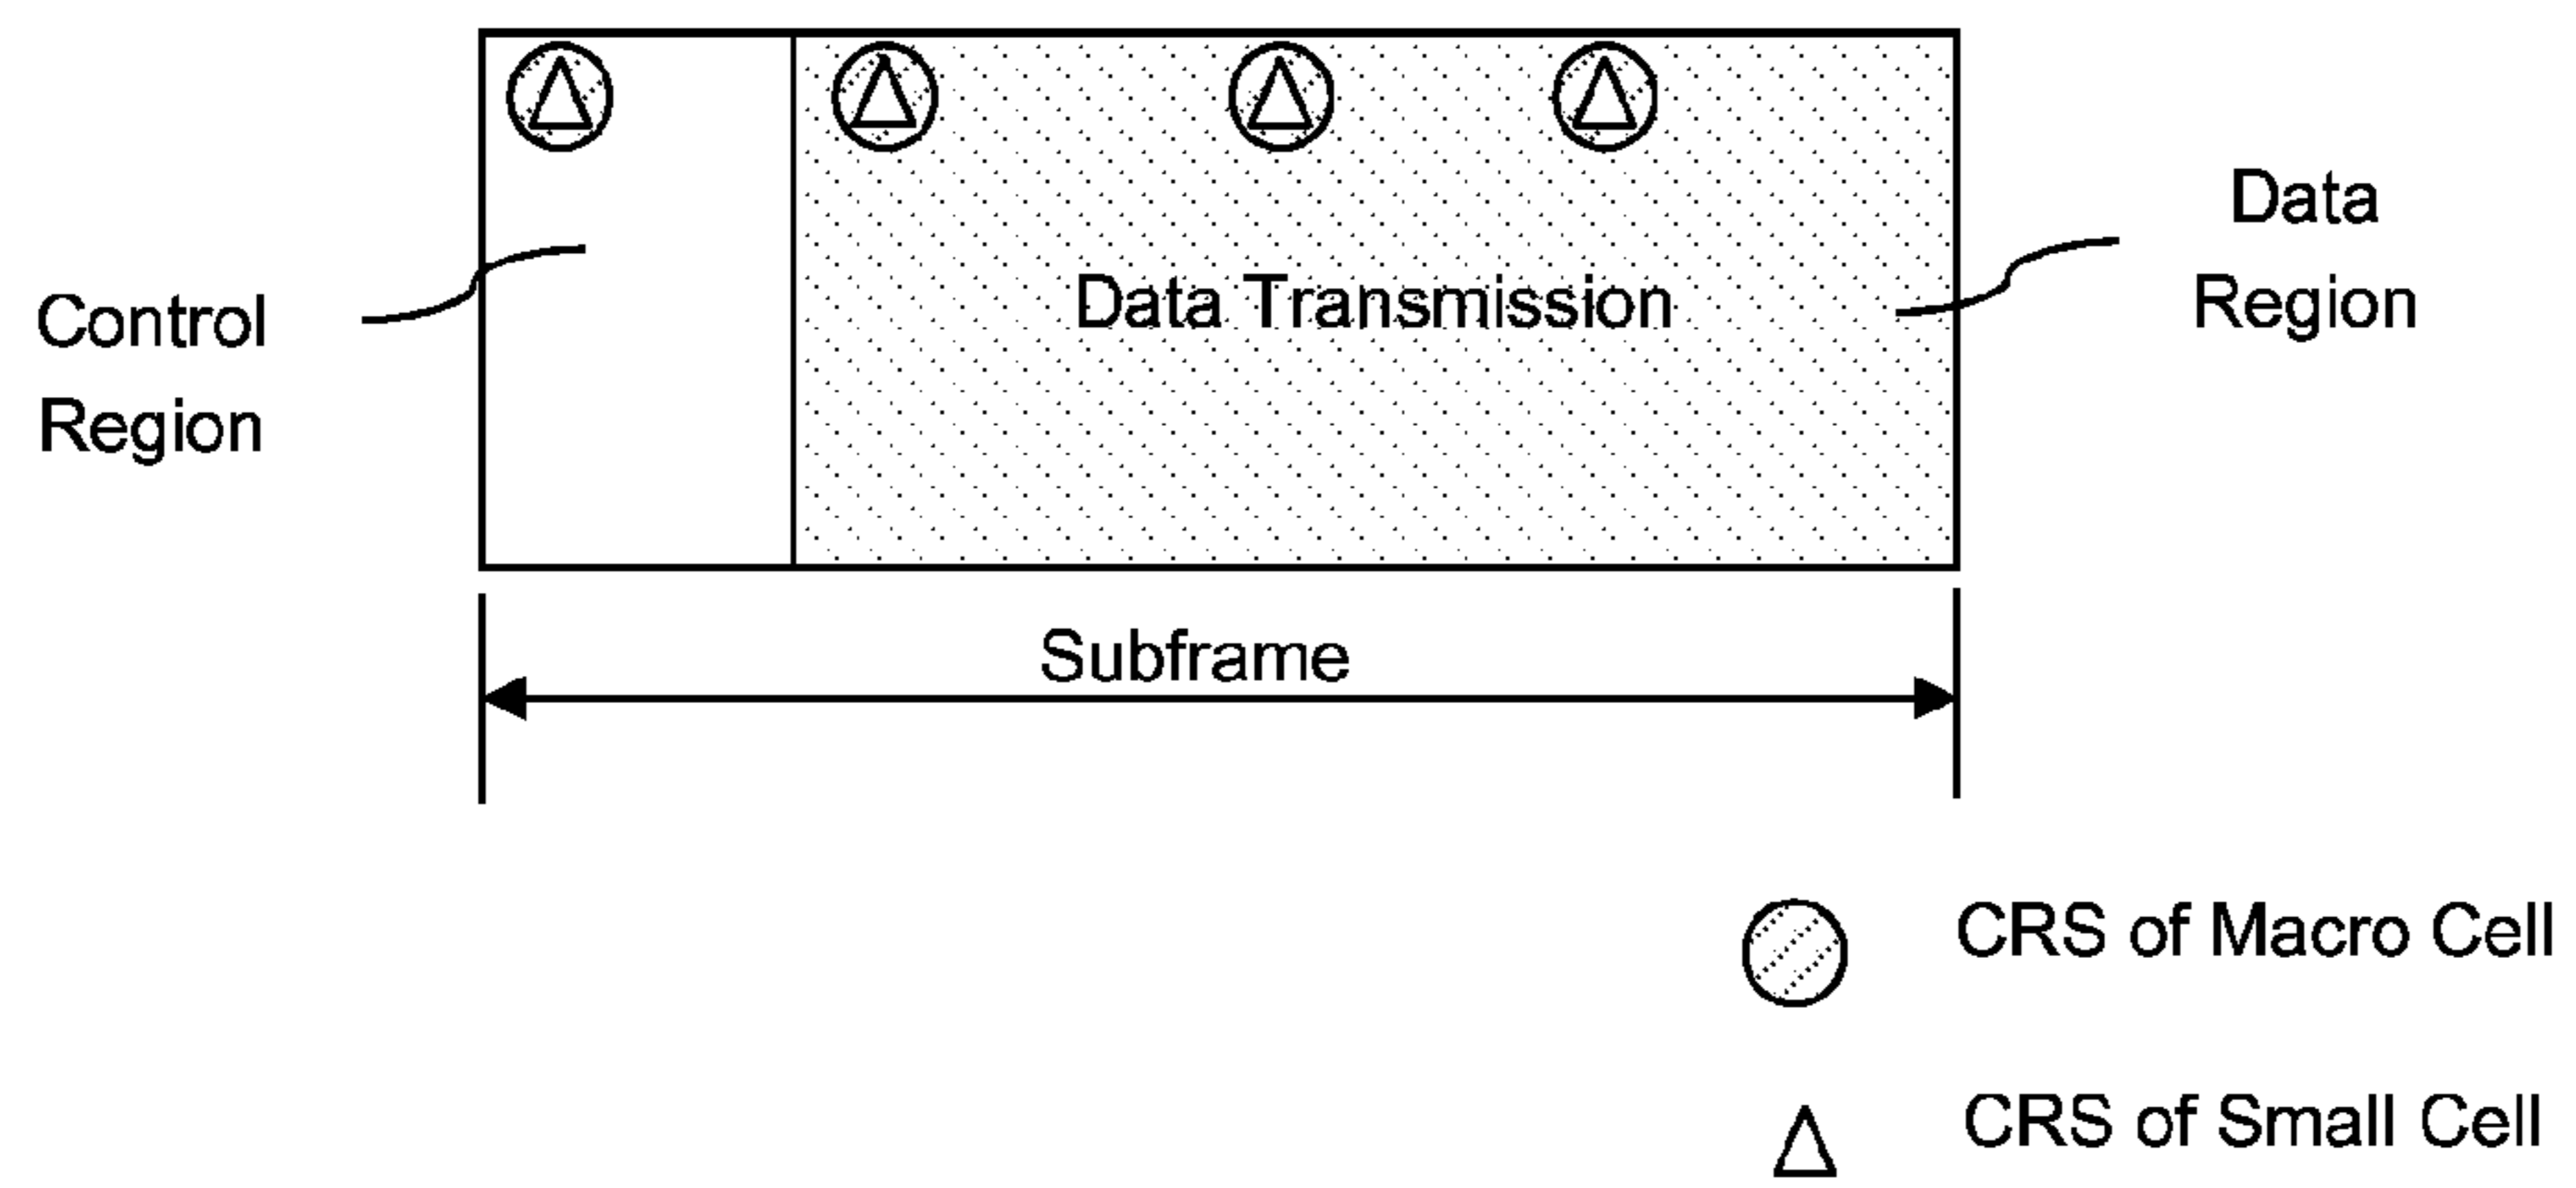 Control
Region
Data Transmission
Data
Region
Subframe
CRS of Macro Cell
CRS of Small Cell